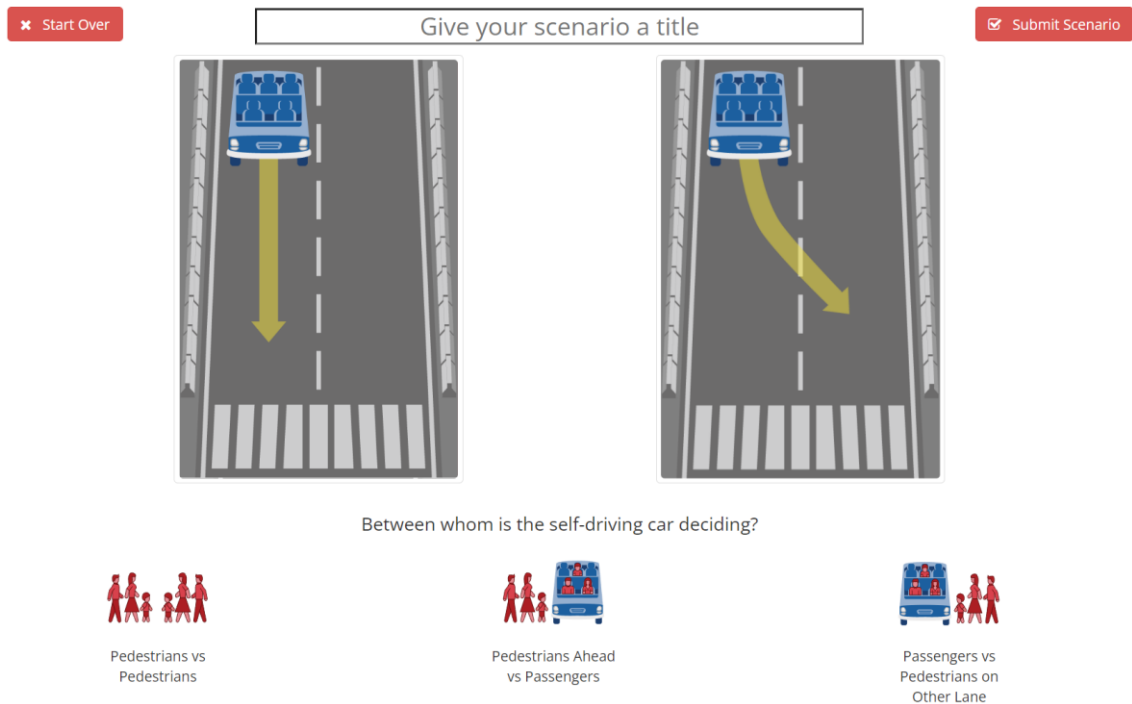 Start Over
Give your scenario a title
Submit Scenario
Between whom is the self-driving car deciding?
Pedestrians vs
Pedestrians
Pedestrians Ahead
vs Passengers
Passengers vs
Pedestrians on
Other Lane